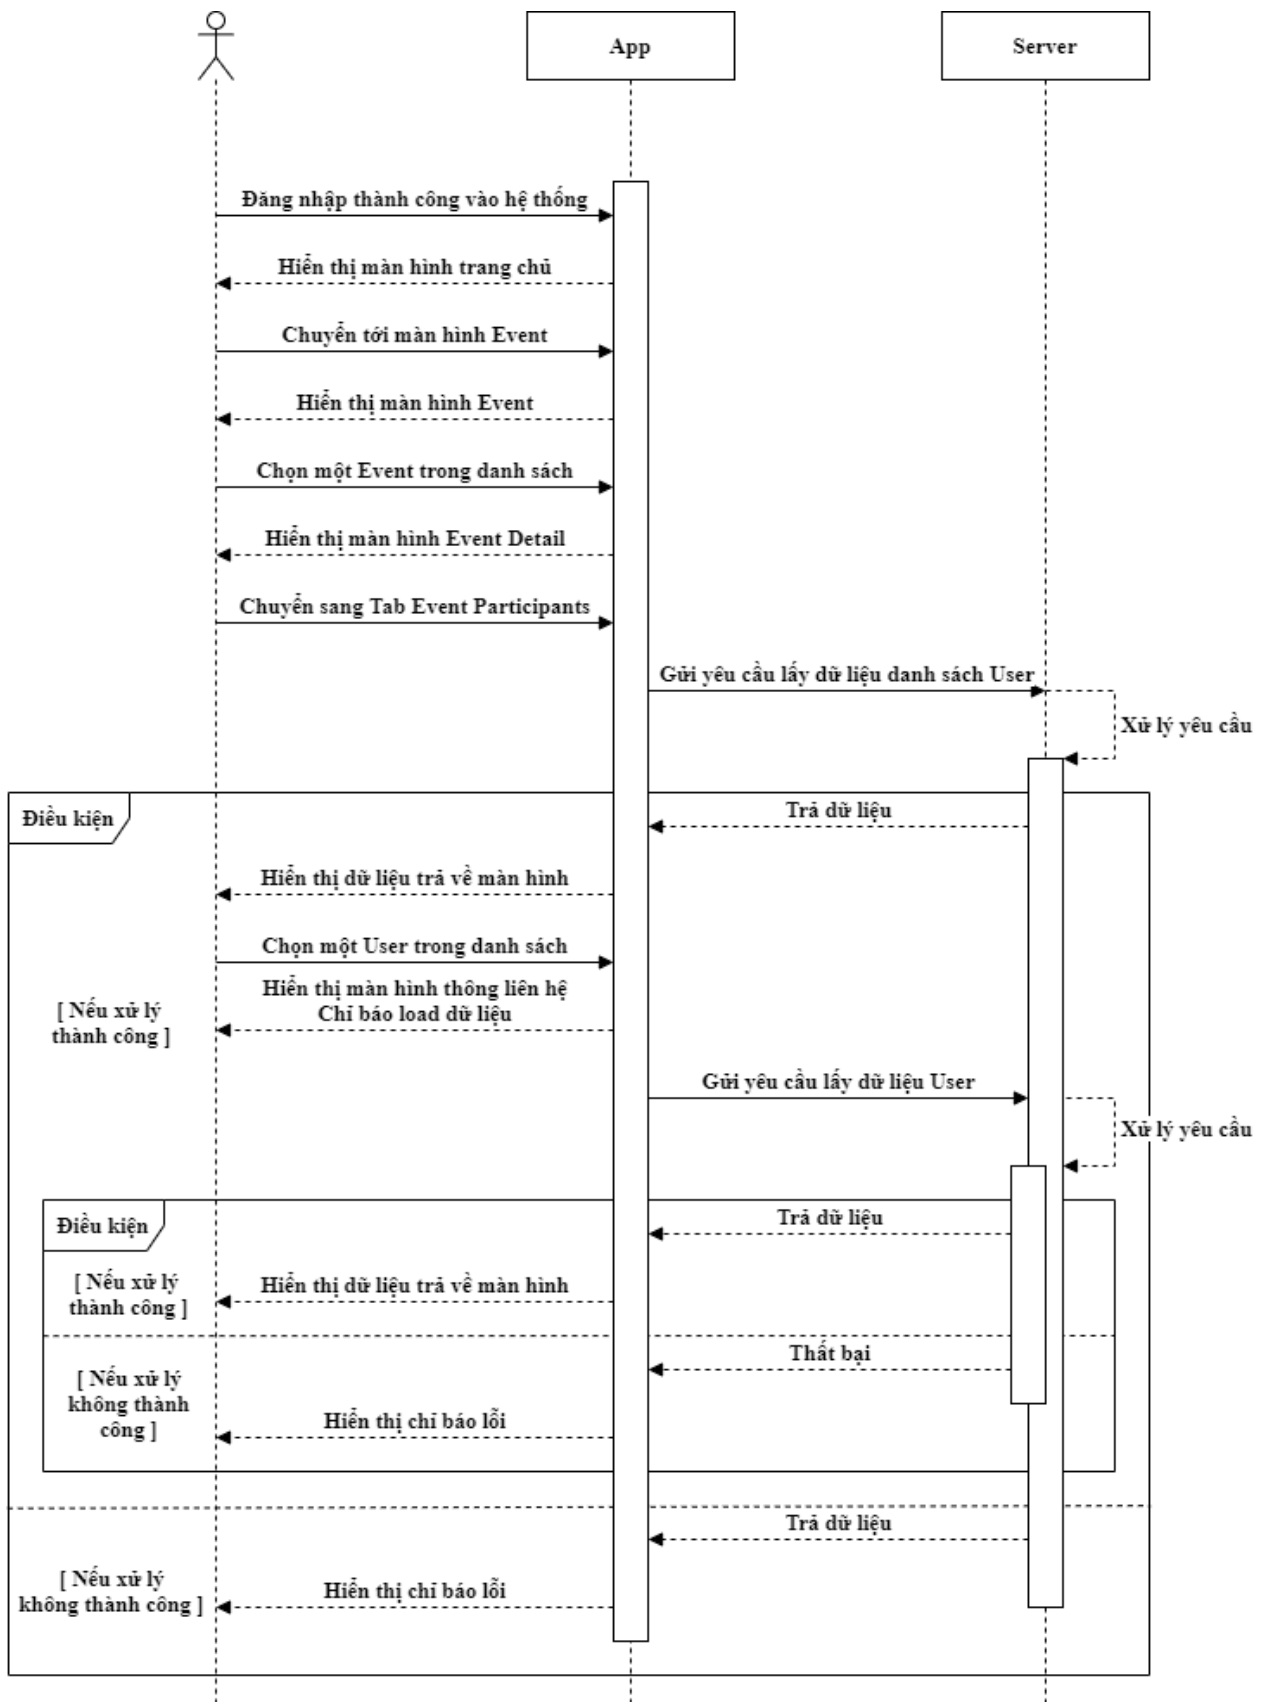 App
Server
Đăng nhập thành công vào hệ thống
Hiển thị màn hình trang chủ
Chuyển tới màn hình Event
Hiển thị màn hình Event
Chọn một Event trong danh sách
Hiển thị màn hình Event Detail
Chuyển sang Tab Event Participants
Gửi yêu cầu lấy dữ liệu danh sách User
Xử lý yêu cầu
Điều kiện
Trả dữ liệu
Hiển thị dữ liệu trả về màn hình
Chọn một User trong danh sách
Hiển thị màn hình thông liên hệ
Chỉ báo load dữ liệu
[ Nếu xử lý
thành công ]
Gửi yêu cầu lấy dữ liệu User
Xử lý yêu cầu
Điều kiện
Trả dữ liệu
[ Nếu xử lý
thành công ]
Hiển thị dữ liệu trả về màn hình
Thất bại
[ Nếu xử lý
không thành
công ]
Hiển thị chỉ báo lỗi
Trả dữ liệu
[ Nếu xử lý
không thành công ]
Hiển thị chỉ báo lỗi